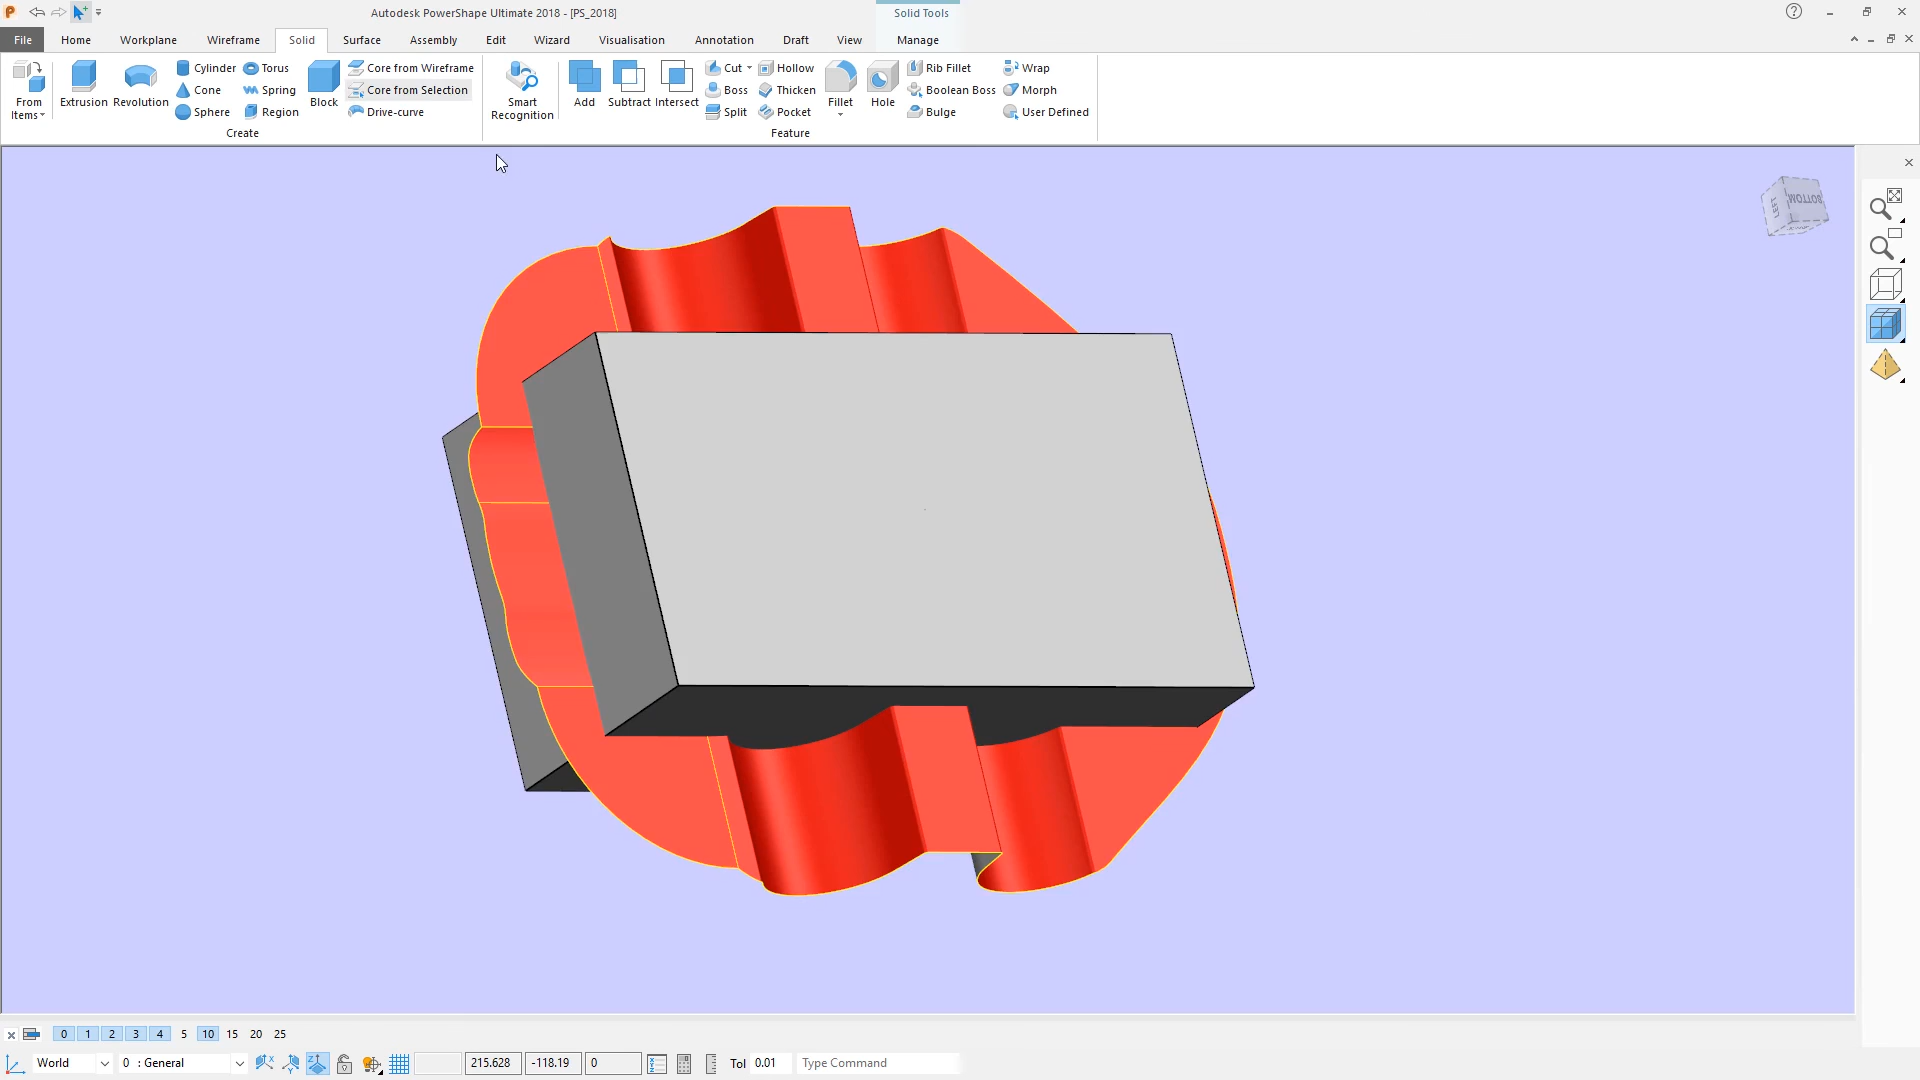 Autodesk PowerShape Ultimate 2018 - [PS_2018]
Solid Tools
File Home Workplane Wireframe Solid Surface Assembly Edit Wizard Visualisation Annotation Draft View Manage
From Items
Extrusion
Revolution
Cylinder
Cone
Sphere
Torus
Spring
Region
Block
Core from Wireframe
Core from Selection
Drive-curve
Create
Smart Recognition
Add
Subtract
Intersect
Cut
Boss
Split
Hollow
Thicken
Pocket
Fillet
Hole
Rib Fillet
Boolean Boss
Bulge
Wrap
Morph
User Defined
Feature
LEFT
BOTTOM
0 1 2 3 4 5 10 15 20 25
World 0 : General 215.628 -118.19 0 Tol 0.01 Type Command